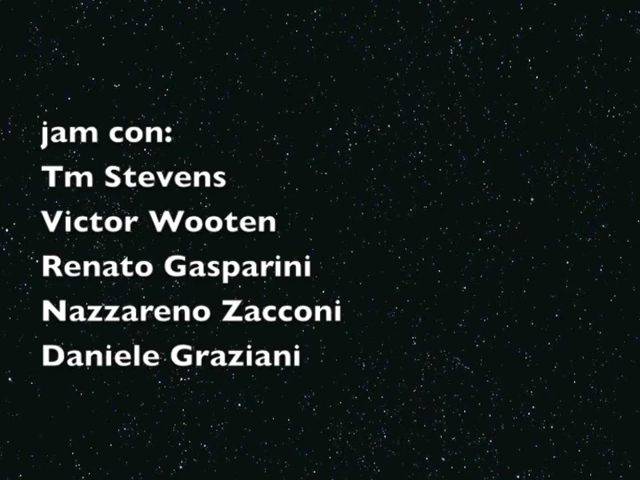 jam con:
Tm Stevens
Victor Wooten
Renato Gasparini
Nazzareno Zacconi
Daniele Graziani